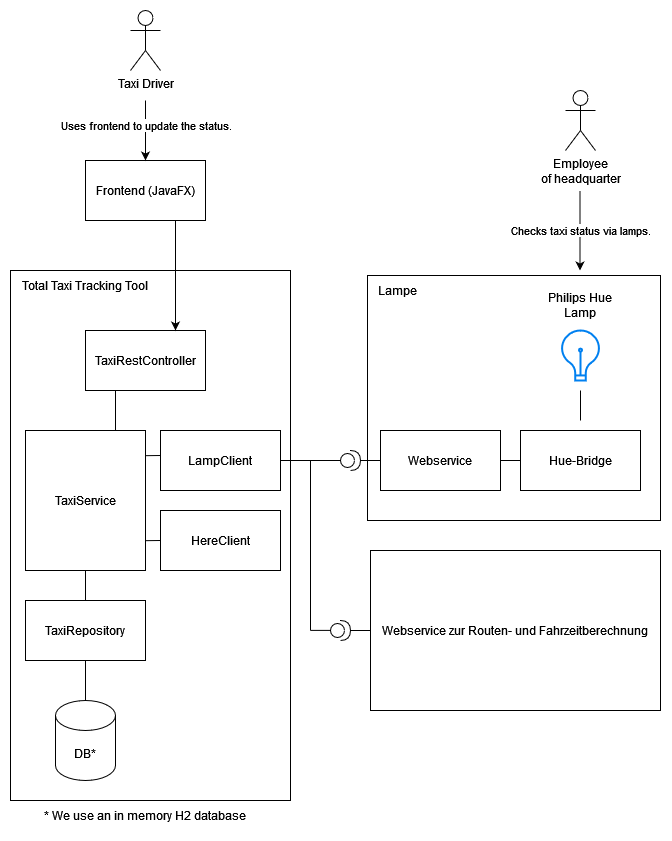 Taxi Driver
Uses frontend to update the status.
Frontend (JavaFX)
Employee
of headquarter
Checks taxi status via lamps.
Total Taxi Tracking Tool
TaxiRestController
TaxiService
LampClient
HereClient
TaxiRepository
DB*
* We use an in memory H2 database
Lampe
Philips Hue
Lamp
Webservice
Hue-Bridge
Webservice zur Routen- und Fahrzeitberechnung